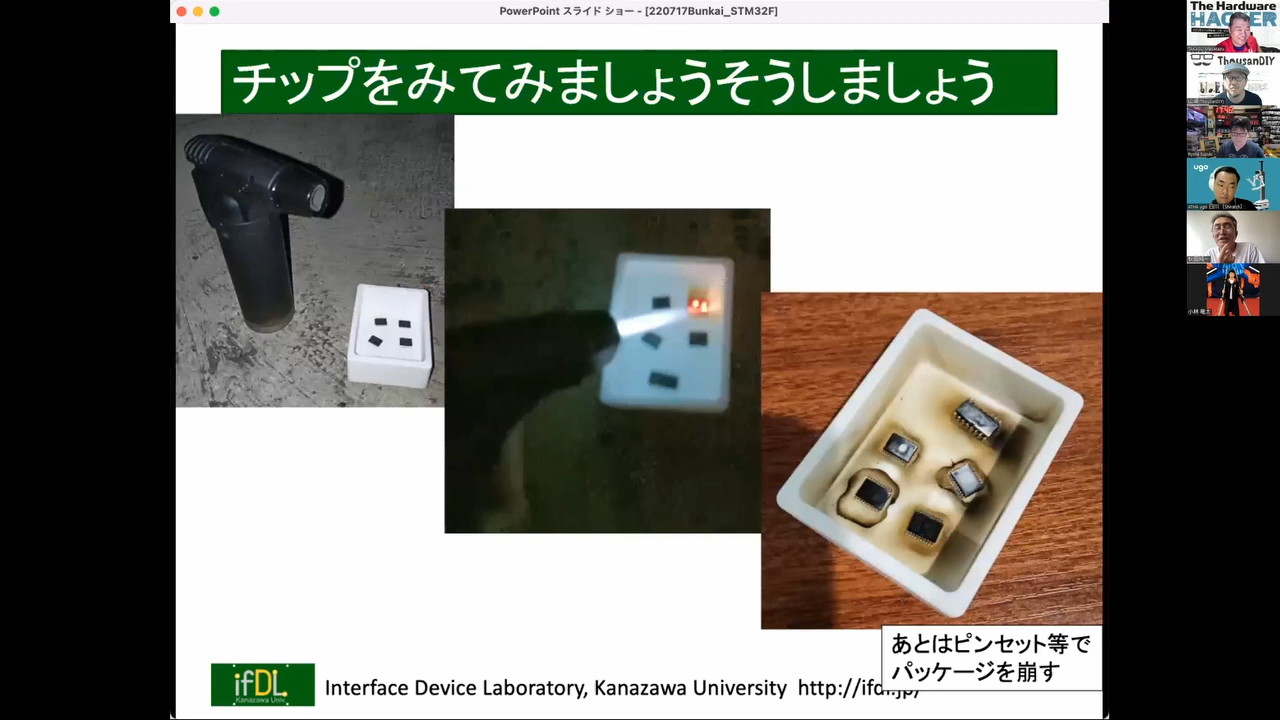 PowerPoint スライド ショー - [220717Bunkai_STM32F]
チップをみてみましょうそうしましょう
あとはピンセット等で
パッケージを崩す
ifDL
Kanazawa Univ.
Interface Device Laboratory, Kanazawa University http://ifdl.jp/
The Hardware
HACKER
ThousanDIY
ugo